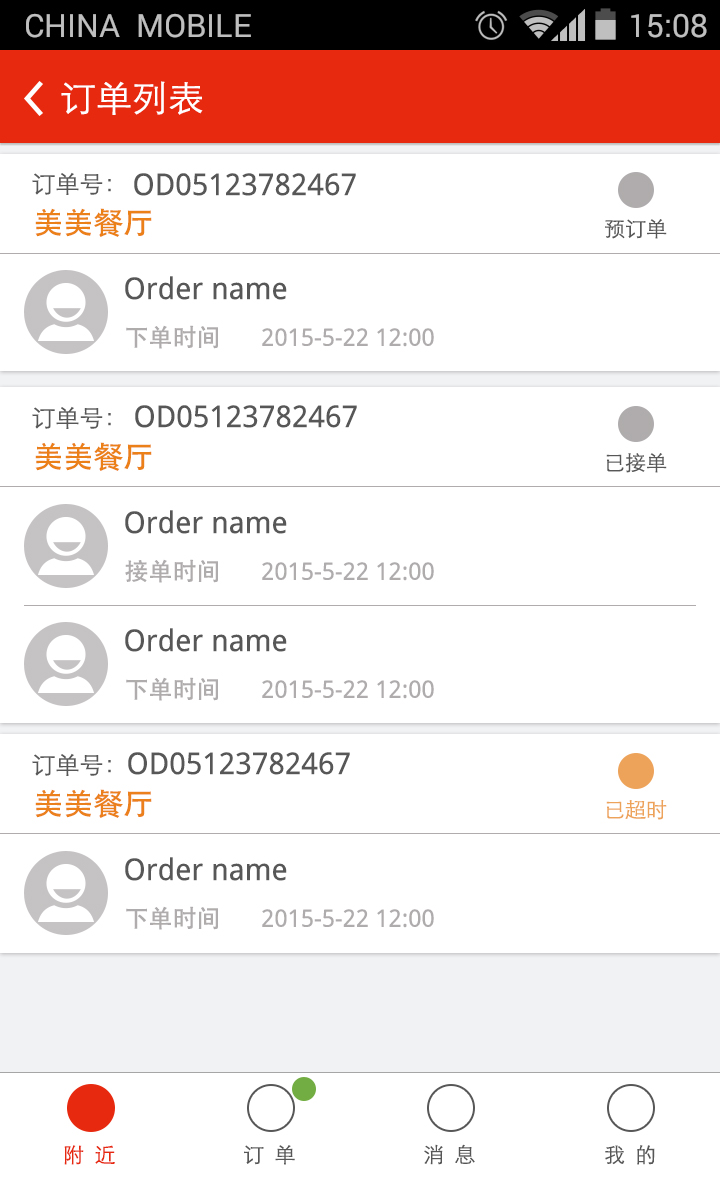 CHINA MOBILE 15:08
订单列表
订单号： OD05123782467
美美餐厅
预订单
Order name
下单时间 2015-5-22 12:00
订单号： OD05123782467
美美餐厅
已接单
Order name
接单时间 2015-5-22 12:00
Order name
下单时间 2015-5-22 12:00
订单号： OD05123782467
美美餐厅
已超时
Order name
下单时间 2015-5-22 12:00
附近 订单 消息 我的